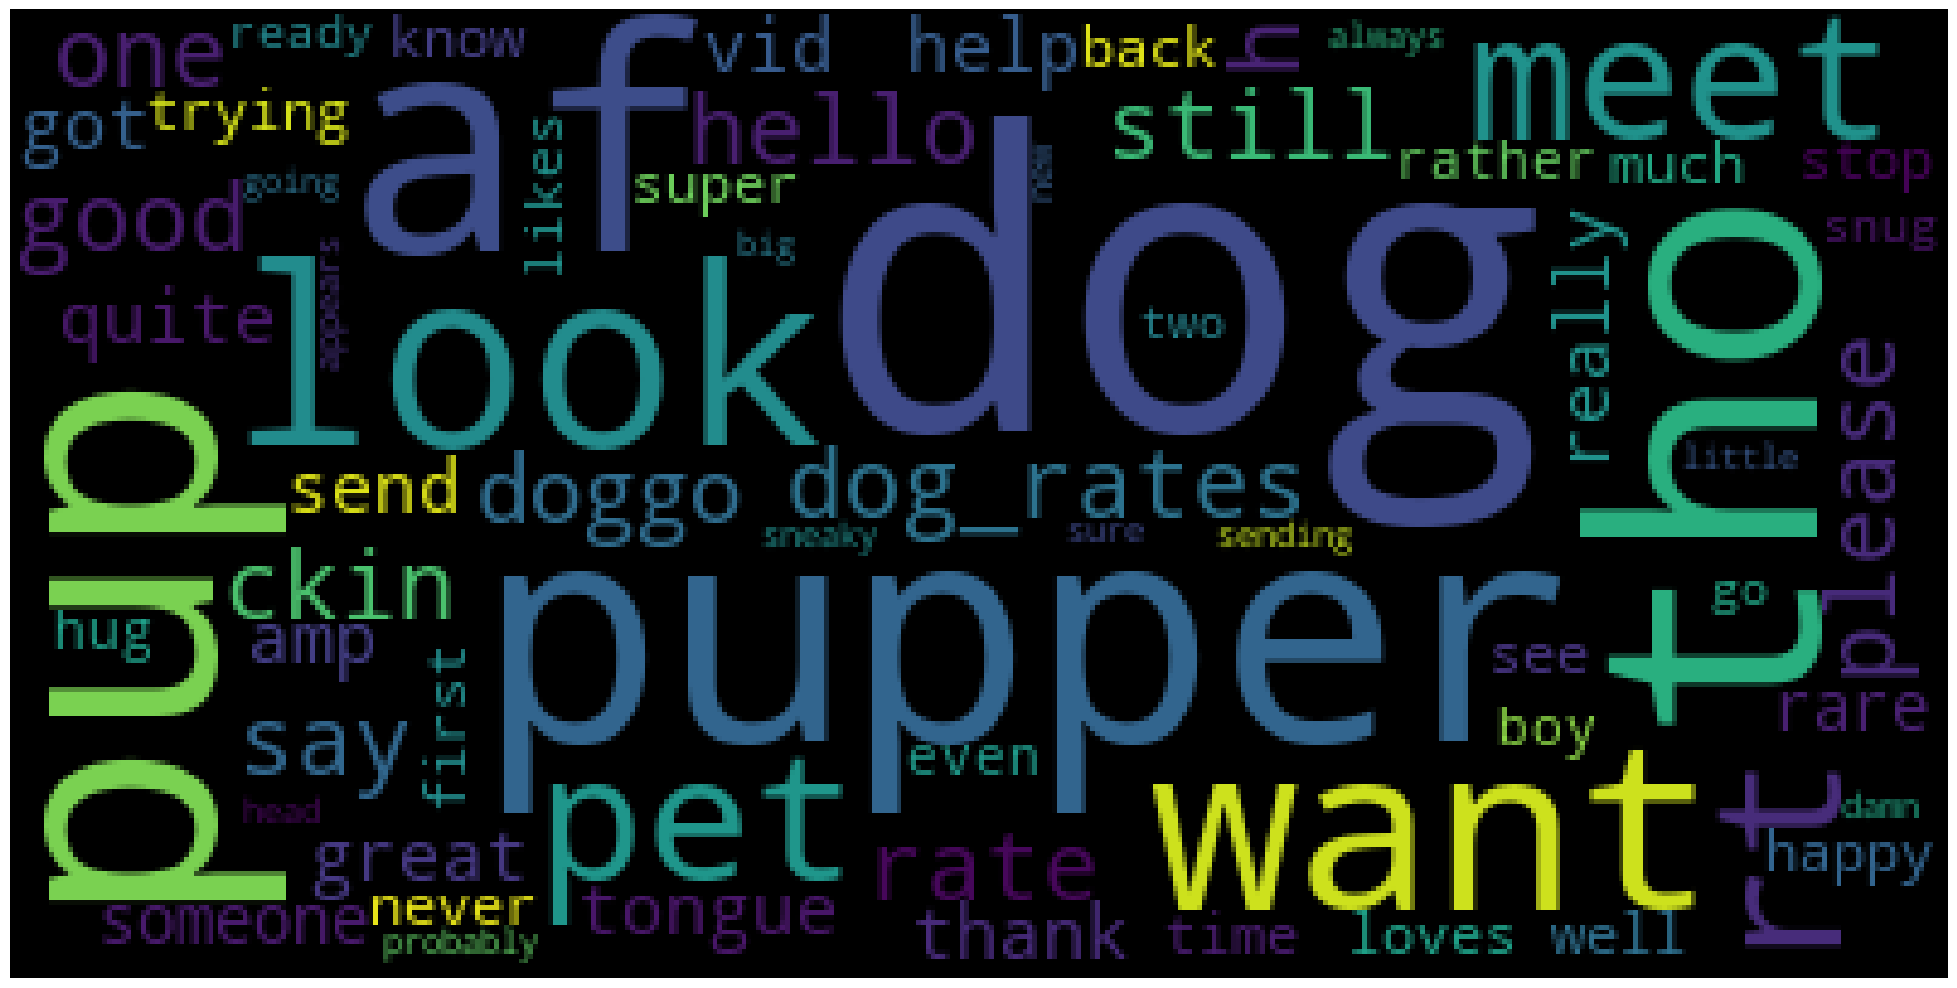 one
ready
know
af
vid
help
back
h
always
meet
got
trying
likes
hello
still
new
rather
much
stop
good
going
super
dog
really
tho
snug
quite
appears
look
big
two
please
pup
send
doggo
dog_rates
little
sneaky
sure
sending
ckin
pupper
go
hug
amp
first
see
rare
say
even
boy
head
pet
want
rt
damn
great
rate
happy
someone
never
tongue
thank
time
loves
well
probably